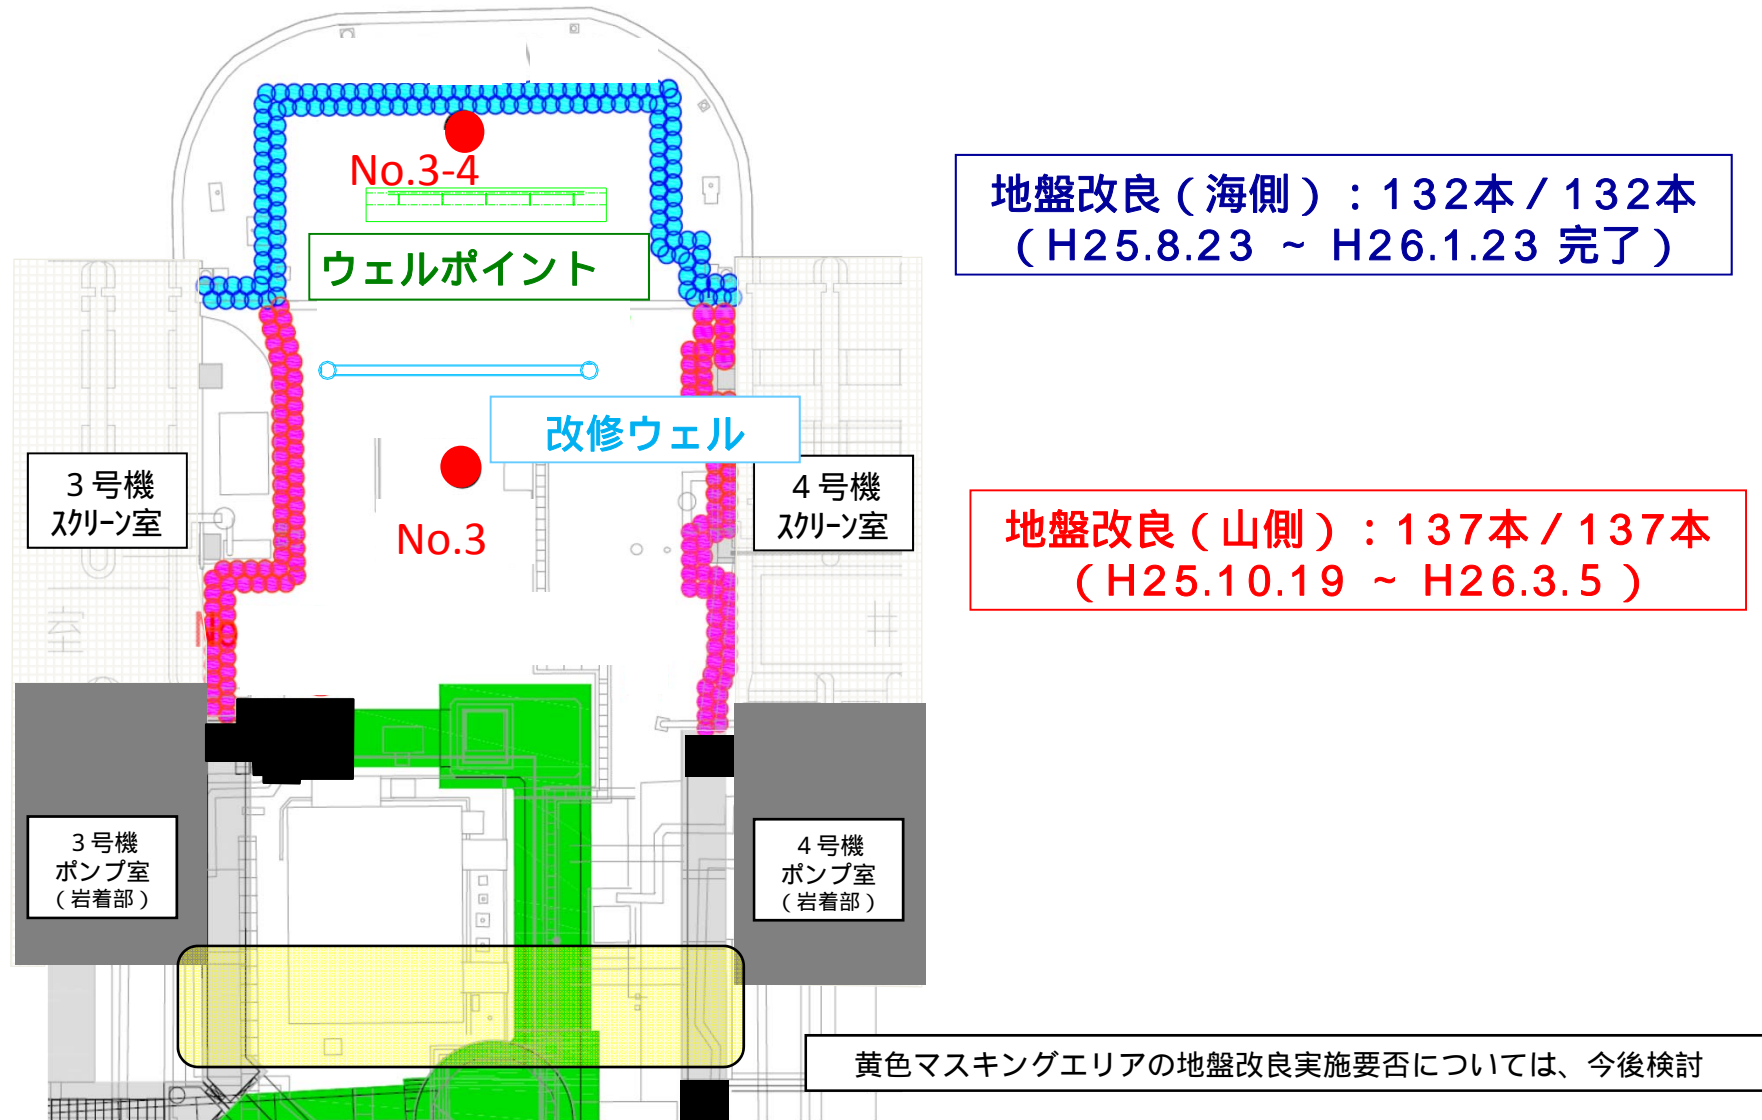 No.3-4
ウェルポイント
改修ウェル
No.3
No
３号機
スクリーン室
４号機
スクリーン室
３号機
ポンプ室
（岩着部）
４号機
ポンプ室
（岩着部）
地盤改良（海側）：１３２本／１３２本
（Ｈ２５.８.２３ ～ Ｈ２６.１.２３ 完了）
地盤改良（山側）：１３７本／１３７本
（Ｈ２５.１０.１９ ～ Ｈ２６.３.５ ）
黄色マスキングエリアの地盤改良実施要否については、今後検討